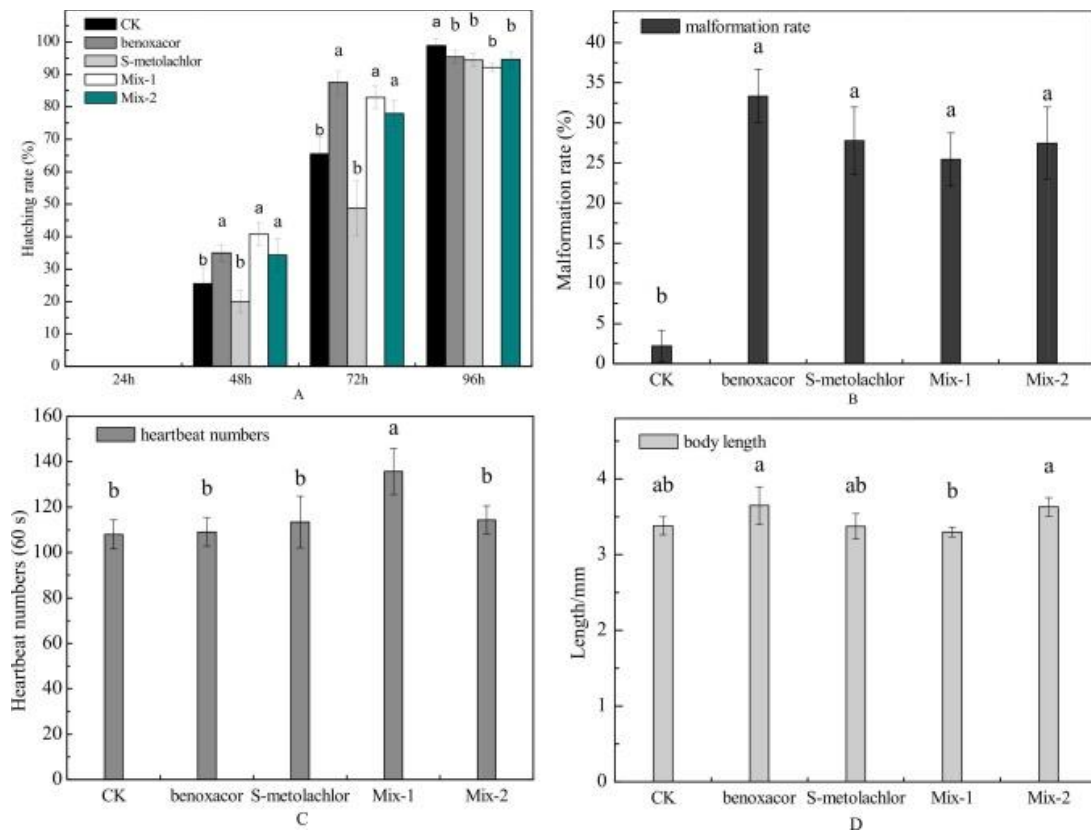 CK
benoxacor
S-metolachlor
Mix-1
Mix-2
Hatching rate (%)
100
90
80
70
60
50
40
30
20
10
0
b a b a a
b a b a a
a b b b b
24h 48h 72h 96h
A
malformation rate
Malformation rate (%)
40
35
30
25
20
15
10
5
0
b a a a a
CK benoxacor S-metolachlor Mix-1 Mix-2
B
heartbeat numbers
Heartbeat numbers (60 s)
160
140
120
100
80
60
40
20
0
b b b a b
CK benoxacor S-metolachlor Mix-1 Mix-2
C
body length
Length/mm
4
3
2
1
0
ab a ab b a
CK benoxacor S-metolachlor Mix-1 Mix-2
D